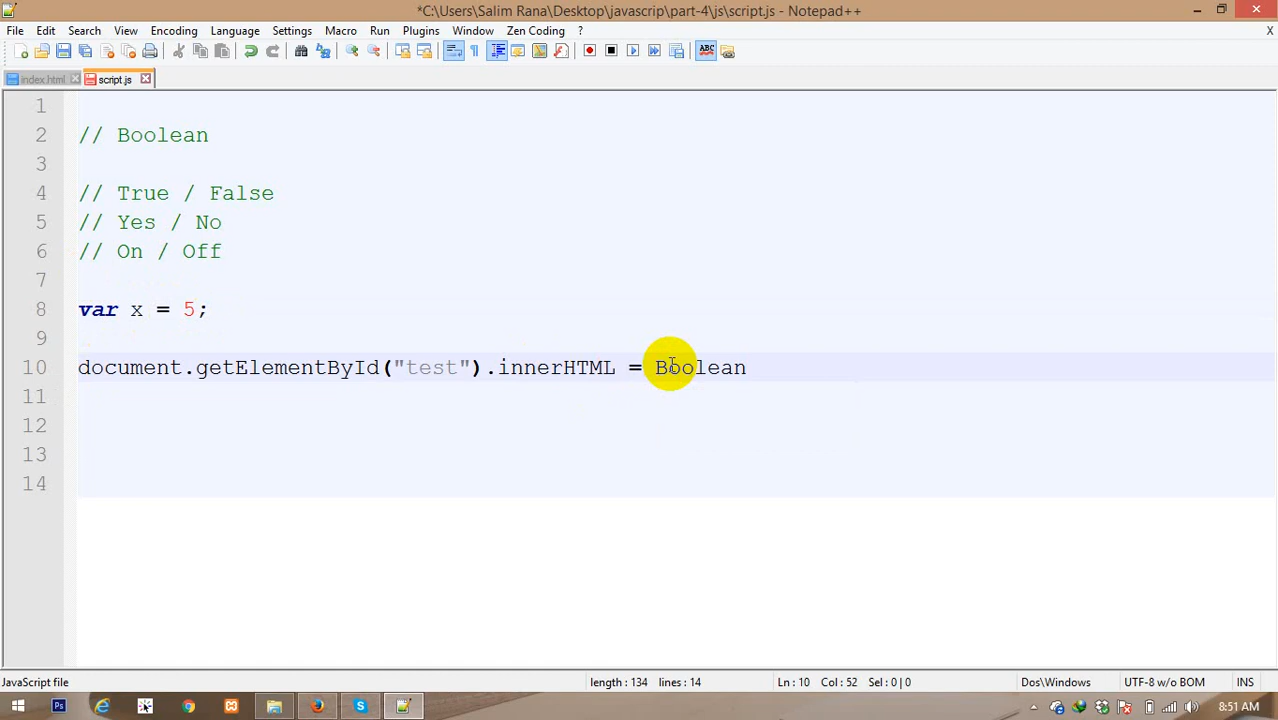 *C:\Users\Salim Rana\Desktop\javascrip\part-4\js\script.js - Notepad++
File Edit Search View Encoding Language Settings Macro Run Plugins Window Zen Coding ? X
ABC
index.html script.js
1
2 // Boolean
3
4 // True / False
5 // Yes / No
6 // On / Off
7
8 var x = 5;
9
10 document.getElementById("test").innerHTML = Boolean
11
12
13
14
JavaScript file length : 134 lines : 14 Ln : 10 Col : 52 Sel : 0 | 0 Dos\Windows UTF-8 w/o BOM INS
Ps 8:51 AM